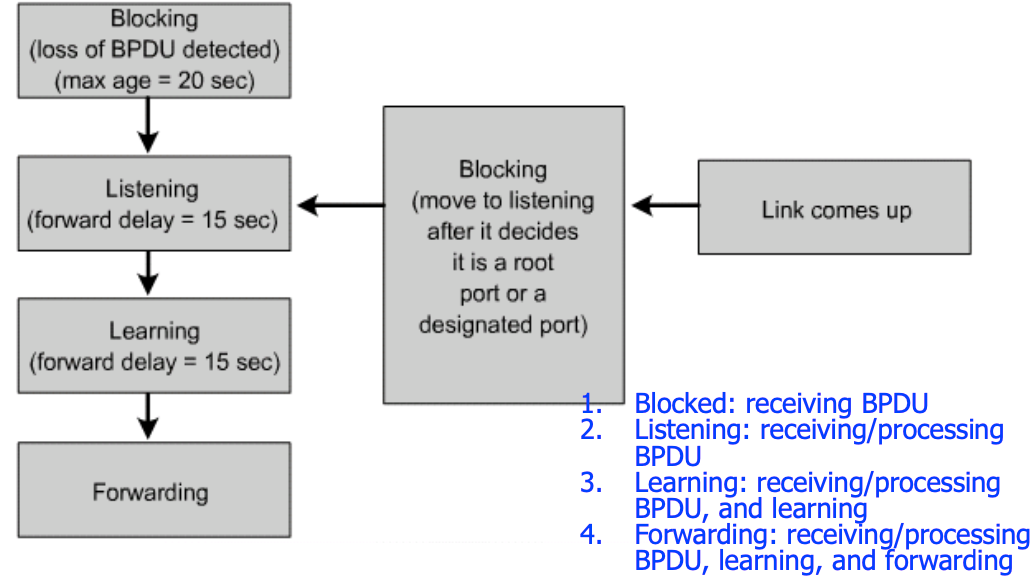 Blocking
(loss of BPDU detected)
(max age = 20 sec)
Listening
(forward delay = 15 sec)
Learning
(forward delay = 15 sec)
Forwarding
Blocking
(move to listening
after it decides
it is a root
port or a
designated port)
Link comes up
1. Blocked: receiving BPDU
2. Listening: receiving/processing
BPDU
3. Learning: receiving/processing
BPDU, and learning
4. Forwarding: receiving/processing
BPDU, learning, and forwarding